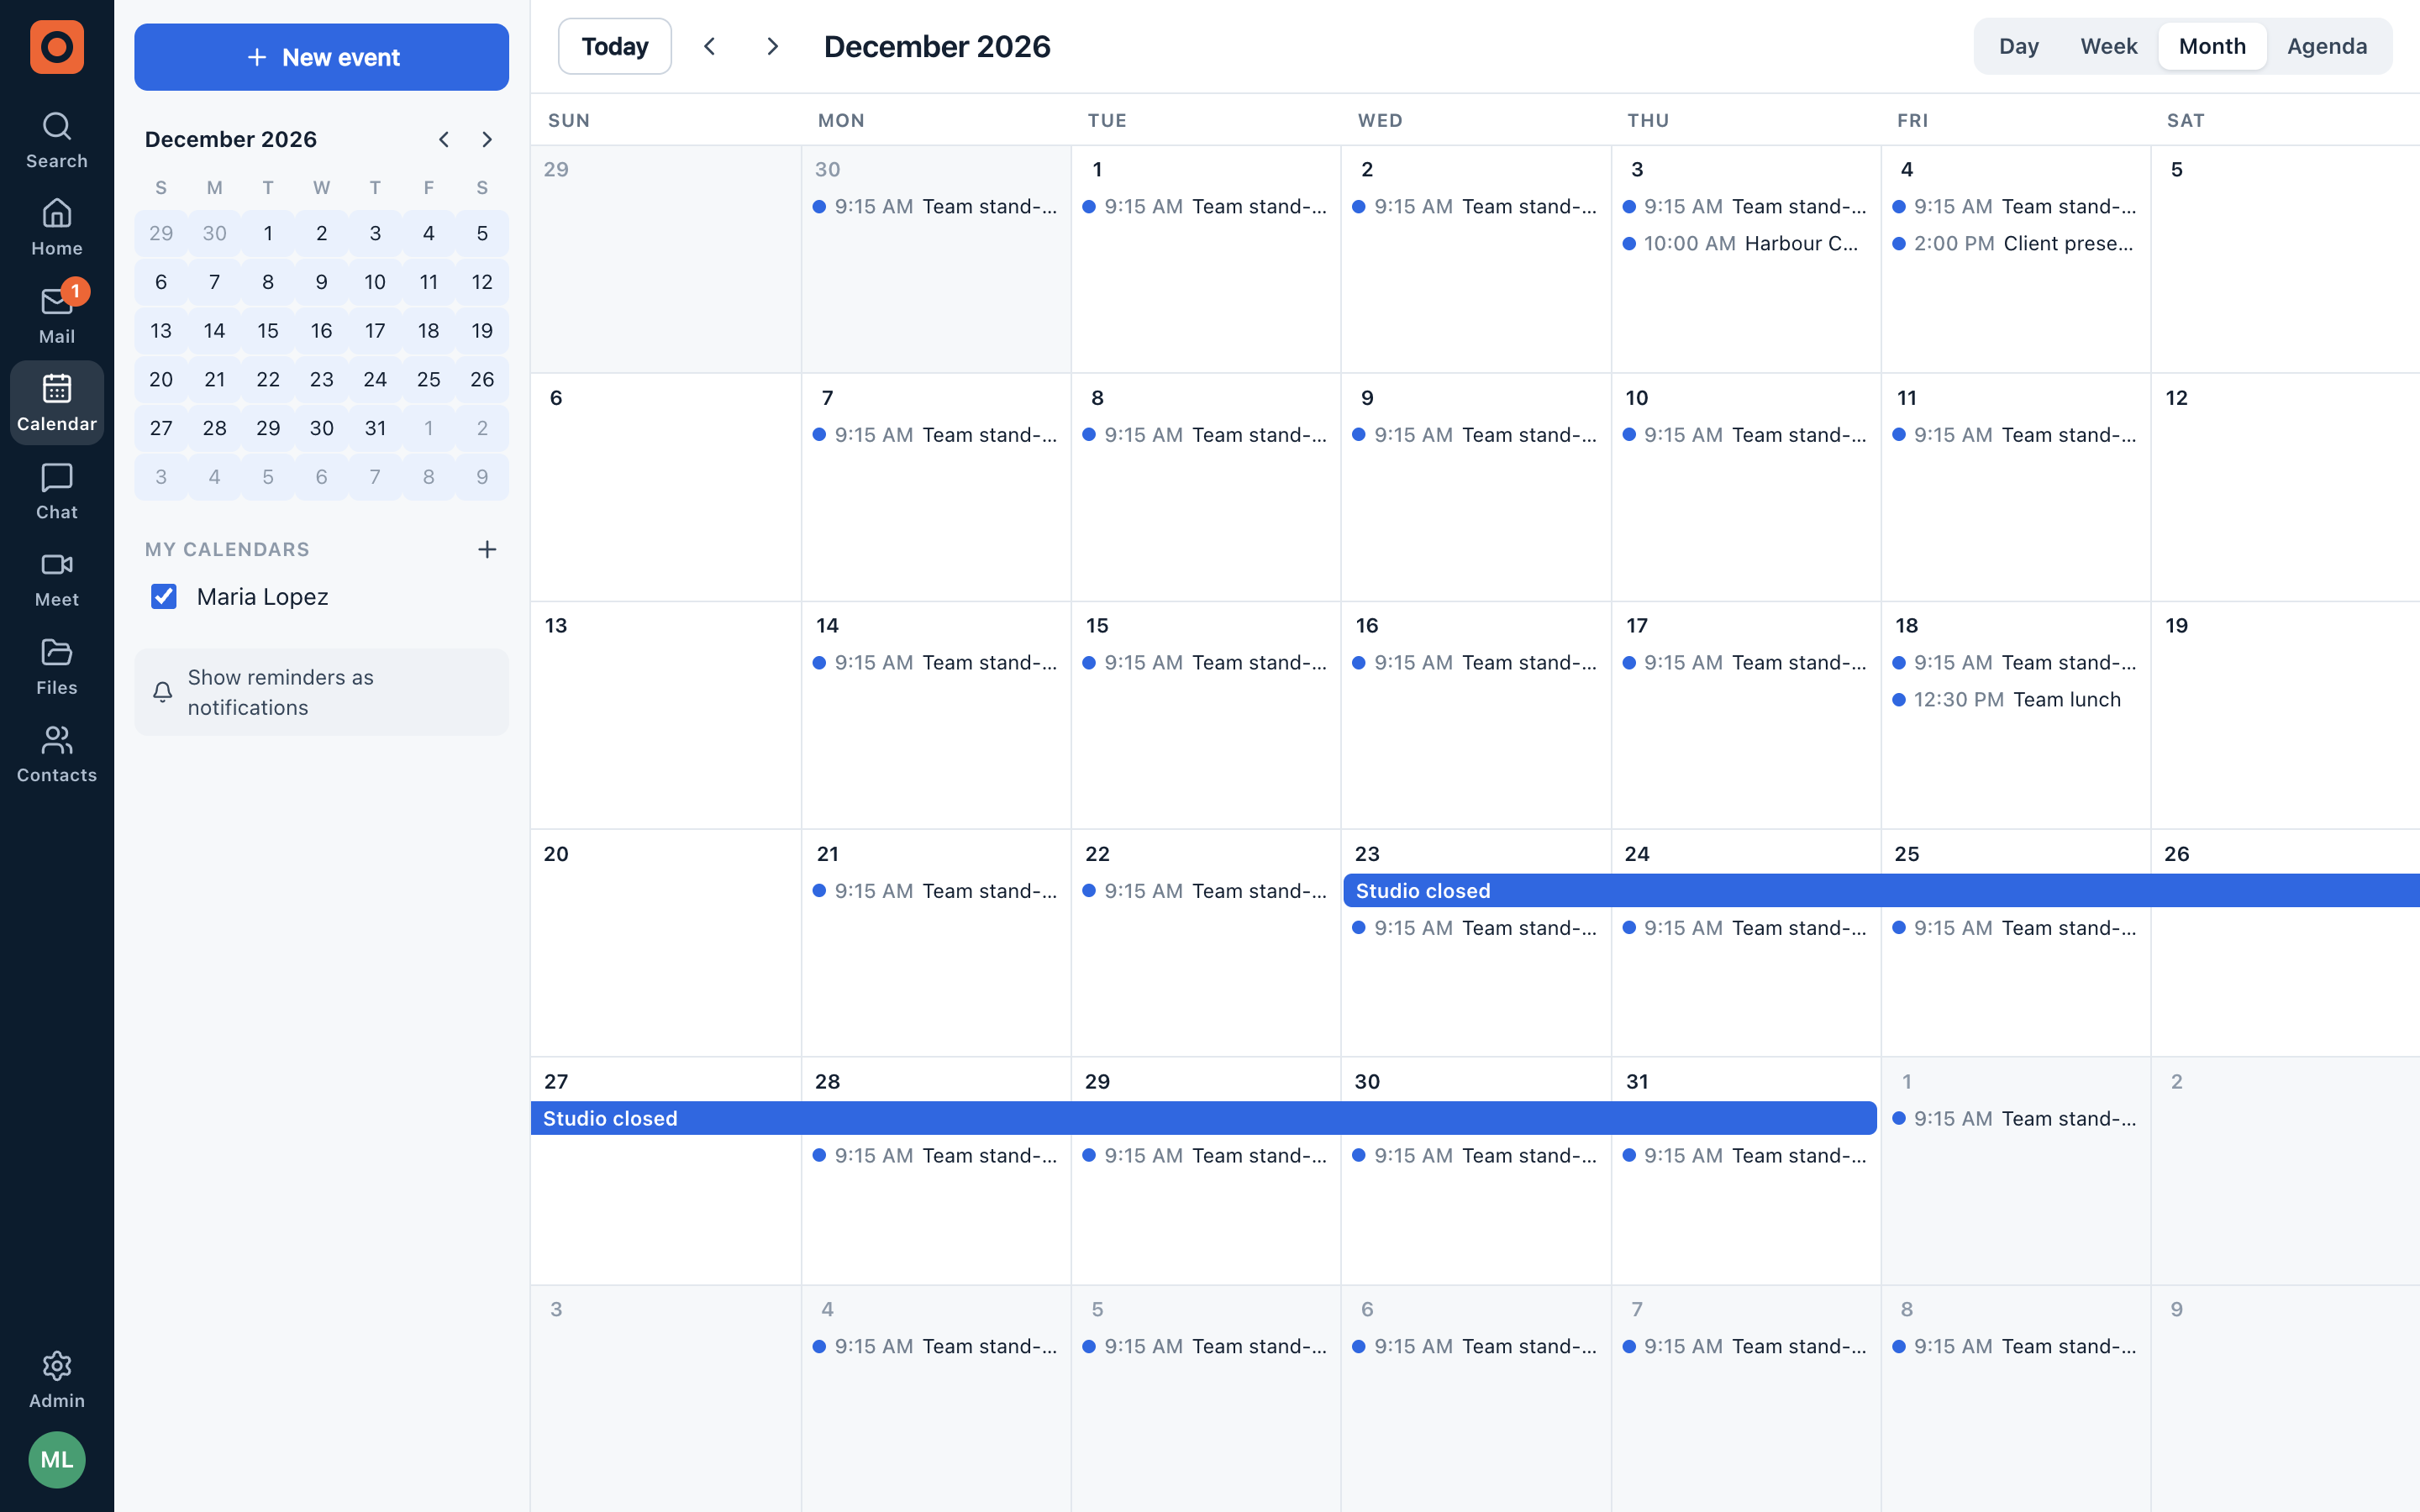 Search
Home
1
Mail
Calendar
Chat
Meet
Files
Contacts
Admin
ML
+ New event
December 2026
S M T W T F S
29 30 1 2 3 4 5
6 7 8 9 10 11 12
13 14 15 16 17 18 19
20 21 22 23 24 25 26
27 28 29 30 31 1 2
3 4 5 6 7 8 9
MY CALENDARS
Maria Lopez
Show reminders as
notifications
Today
December 2026
Day Week Month Agenda
SUN MON TUE WED THU FRI SAT
29 30 1 2 3 4 5
9:15 AM Team stand-... 9:15 AM Team stand-... 9:15 AM Team stand-... 9:15 AM Team stand-... 9:15 AM Team stand-...
10:00 AM Harbour C... 2:00 PM Client prese...
6 7 8 9 10 11 12
9:15 AM Team stand-... 9:15 AM Team stand-... 9:15 AM Team stand-... 9:15 AM Team stand-... 9:15 AM Team stand-...
13 14 15 16 17 18 19
9:15 AM Team stand-... 9:15 AM Team stand-... 9:15 AM Team stand-... 9:15 AM Team stand-... 9:15 AM Team stand-...
12:30 PM Team lunch
20 21 22 23 24 25 26
9:15 AM Team stand-... 9:15 AM Team stand-... Studio closed
9:15 AM Team stand-... 9:15 AM Team stand-... 9:15 AM Team stand-...
27 28 29 30 31 1 2
Studio closed 9:15 AM Team stand-...
9:15 AM Team stand-... 9:15 AM Team stand-... 9:15 AM Team stand-... 9:15 AM Team stand-...
3 4 5 6 7 8 9
9:15 AM Team stand-... 9:15 AM Team stand-... 9:15 AM Team stand-... 9:15 AM Team stand-... 9:15 AM Team stand-...